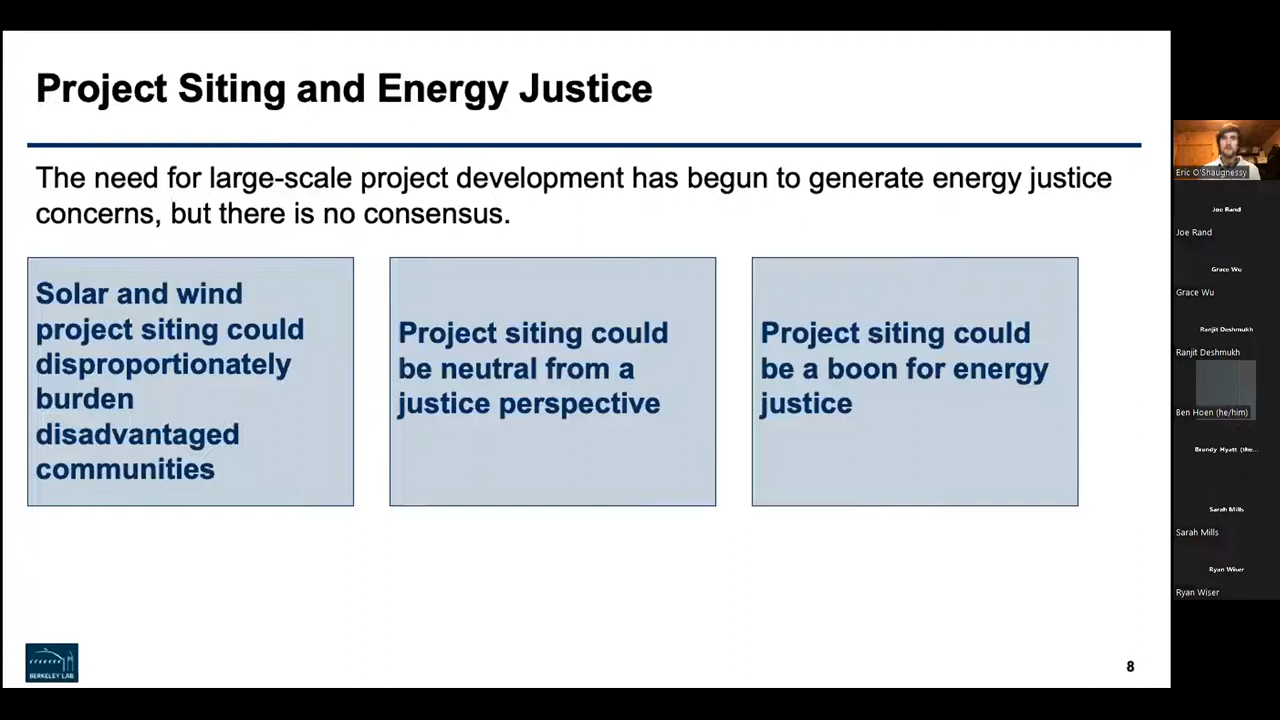 Project Siting and Energy Justice
The need for large-scale project development has begun to generate energy justice
concerns, but there is no consensus.
Solar and wind
project siting could
disproportionately
burden
disadvantaged
communities
Project siting could
be neutral from a
justice perspective
Project siting could
be a boon for energy
justice
BERKELEY LAB
8
Eric O'Shaughnessy
Joe Rand
Joe Rand
Grace Wu
Grace Wu
Ranjit Deshmukh
Ranjit Deshmukh
Ben Hoen (he/him)
Brandy Hyatt (the...
Sarah Mills
Sarah Mills
Ryan Wiser
Ryan Wiser